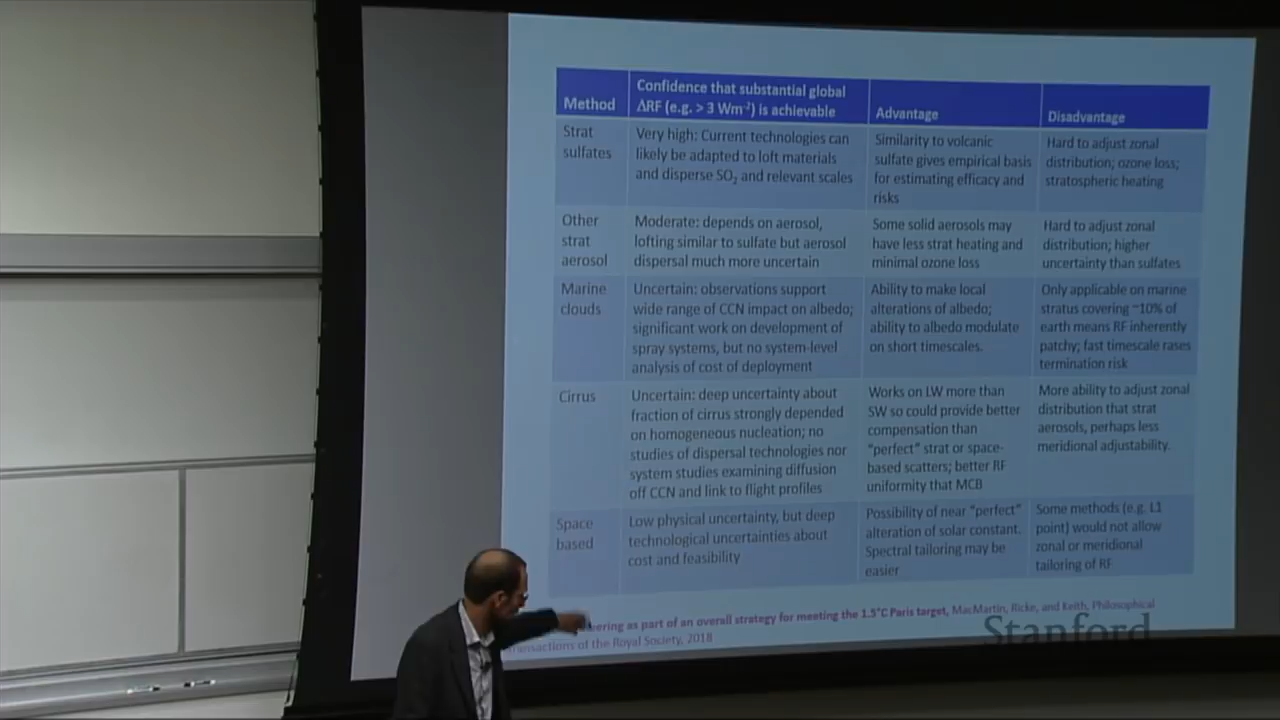 Method
Confidence that substantial global
ΔRF (e.g. > 3 Wm⁻²) is achievable
Advantage
Disadvantage
Strat
sulfates
Very high: Current technologies can
likely be adapted to loft materials
and disperse SO₂ and relevant scales
Similarity to volcanic
sulfate gives empirical basis
for estimating efficacy and
risks
Hard to adjust zonal
distribution; ozone loss;
stratospheric heating
Other
strat
aerosol
Moderate: depends on aerosol,
lofting similar to sulfate but aerosol
dispersal much more uncertain
Some solid aerosols may
have less strat heating and
minimal ozone loss
Hard to adjust zonal
distribution; higher
uncertainty than sulfates
Marine
clouds
Uncertain: observations support
wide range of CCN impact on albedo;
significant work on development of
spray systems, but no system-level
analysis of cost of deployment
Ability to make local
alterations of albedo;
ability to albedo modulate
on short timescales.
Only applicable on marine
stratus covering ~10% of
earth means RF inherently
patchy; fast timescale rases
termination risk
Cirrus
Uncertain: deep uncertainty about
fraction of cirrus strongly depended
on homogeneous nucleation; no
studies of dispersal technologies nor
system studies examining diffusion
off CCN and link to flight profiles
Works on LW more than
SW so could provide better
compensation than
"perfect" strat or space-
based scatters; better RF
uniformity that MCB
More ability to adjust zonal
distribution that strat
aerosols, perhaps less
meridional adjustability.
Space
based
Low physical uncertainty, but deep
technological uncertainties about
cost and feasibility
Possibility of near "perfect"
alteration of solar constant.
Spectral tailoring may be
easier
Some methods (e.g. L1
point) would not allow
zonal or meridional
tailoring of RF
as part of an overall strategy for meeting the 1.5°C Paris target, MacMartin, Ricke, and Keith, Philosophical
Transactions of the Royal Society, 2018
Stanford